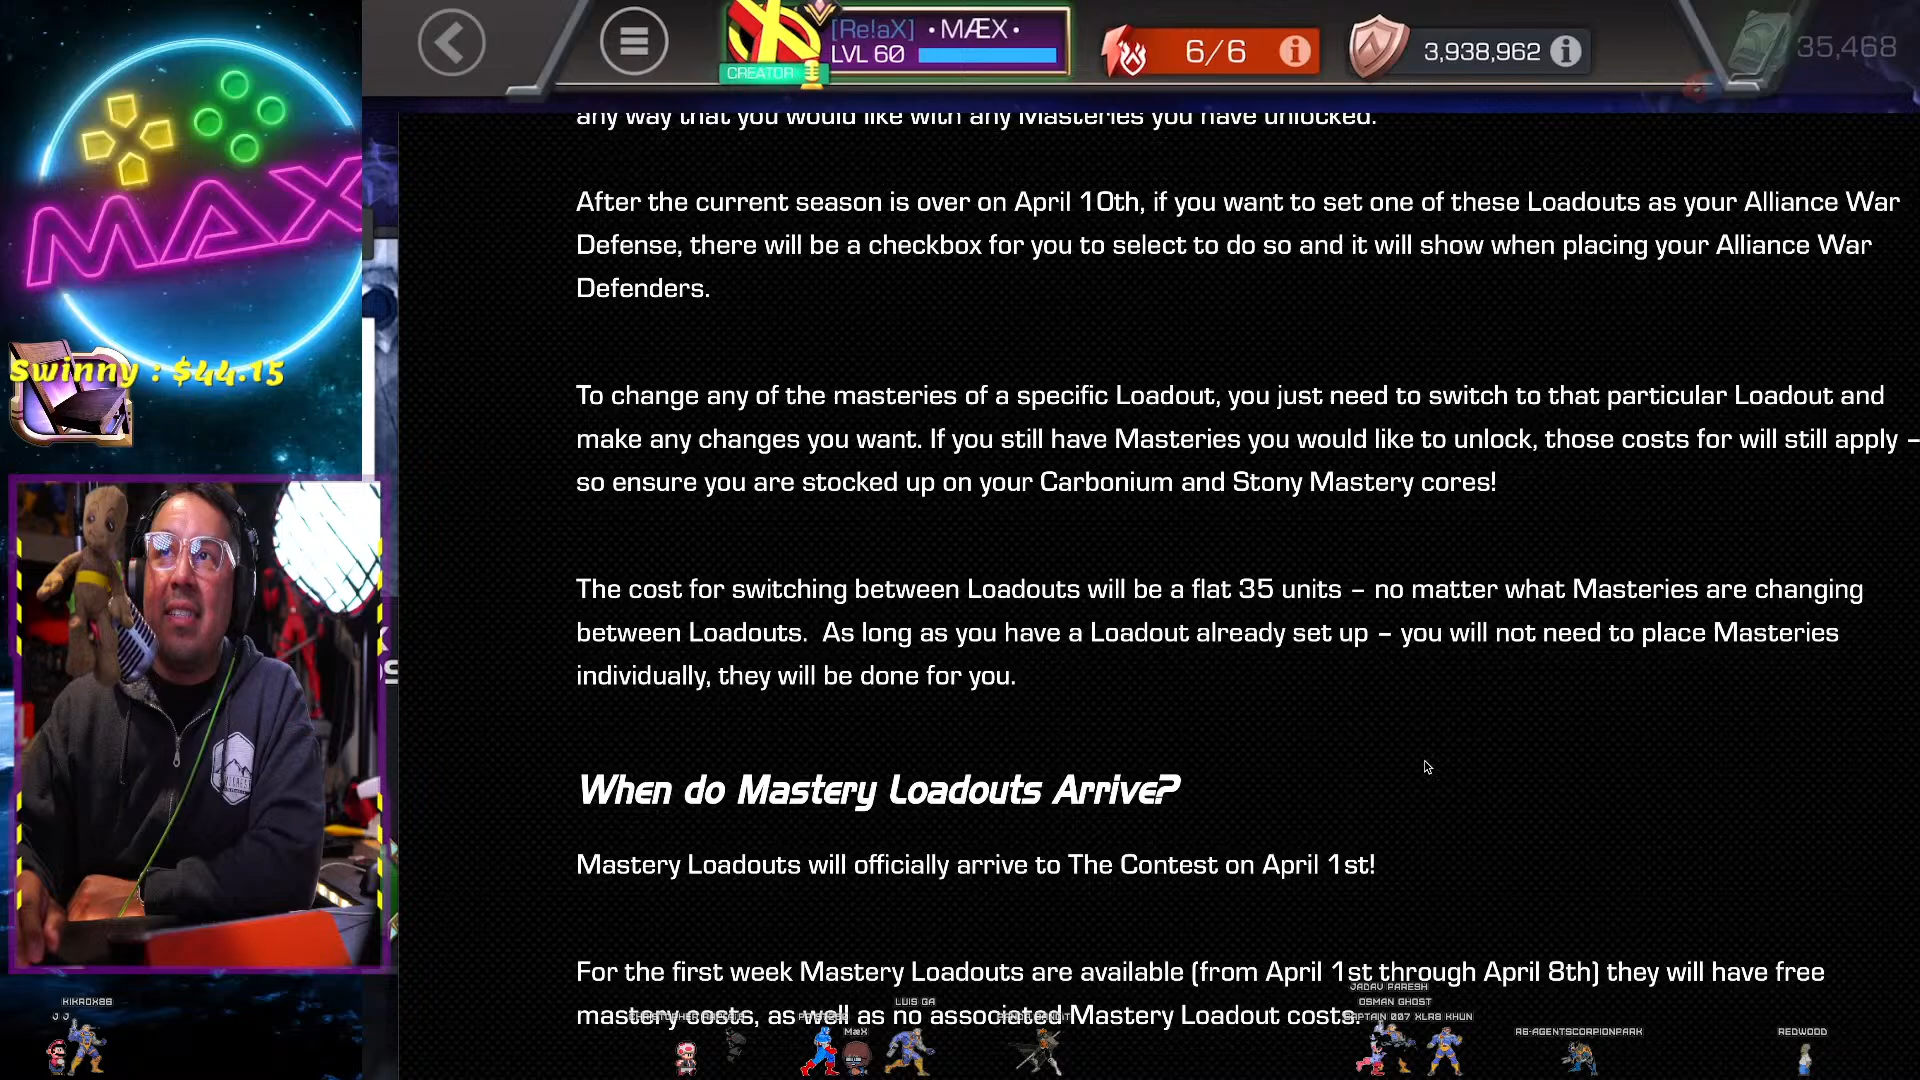 [Re!aX] • MÆX •
LVL 60
CREATOR
6/6
3,938,962
35,468
MAX
Swinny : $44.15
any way that you would like with any Masteries you have unlocked.
After the current season is over on April 10th, if you want to set one of these Loadouts as your Alliance War
Defense, there will be a checkbox for you to select to do so and it will show when placing your Alliance War
Defenders.
To change any of the masteries of a specific Loadout, you just need to switch to that particular Loadout and
make any changes you want. If you still have Masteries you would like to unlock, those costs for will still apply –
so ensure you are stocked up on your Carbonium and Stony Mastery cores!
The cost for switching between Loadouts will be a flat 35 units – no matter what Masteries are changing
between Loadouts.  As long as you have a Loadout already set up – you will not need to place Masteries
individually, they will be done for you.
When do Mastery Loadouts Arrive?
Mastery Loadouts will officially arrive to The Contest on April 1st!
For the first week Mastery Loadouts are available (from April 1st through April 8th) they will have free
mastery costs, as well as no associated Mastery Loadout costs.
KIKROX88
J J
LUIS GA
MæX
JADAV PARESH
OSMAN GHOST
CAPTAIN 007 XLR8 KHUN
RG-AGENTSCORPIONPARK
REDWOOD